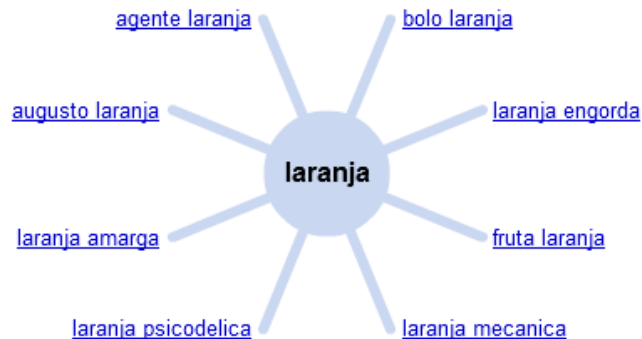 agente laranja
bolo laranja
augusto laranja
laranja engorda
laranja
laranja amarga
fruta laranja
laranja psicodelica
laranja mecanica